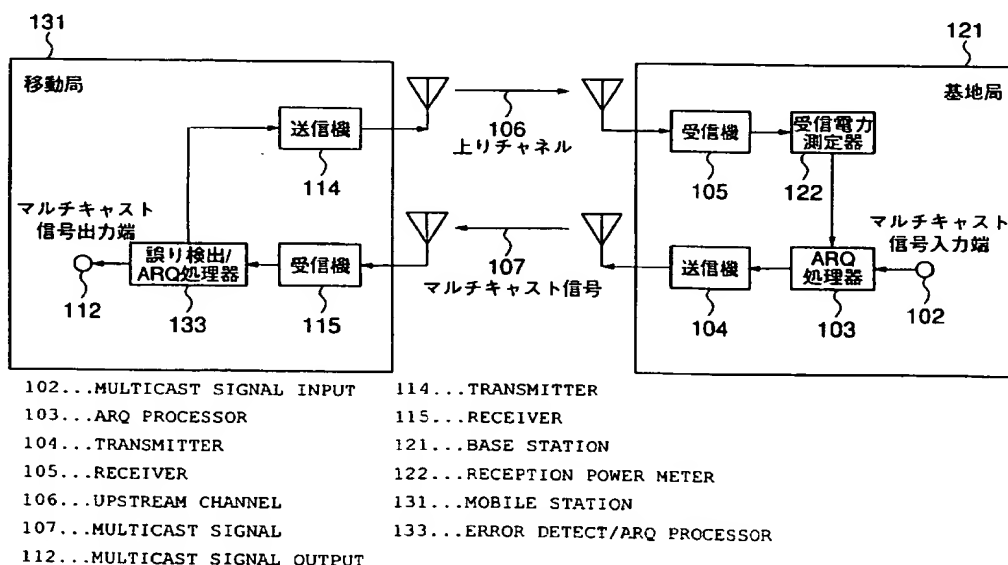 131
121
移動局
基地局
送信機
114
106
上りチャネル
受信機
105
受信電力
測定器
122
マルチキャスト
信号出力端
112
誤り検出/
ARQ処理器
133
受信機
115
107
マルチキャスト信号
送信機
104
ARQ
処理器
103
マルチキャスト
信号入力端
102
102...MULTICAST SIGNAL INPUT
103...ARQ PROCESSOR
104...TRANSMITTER
105...RECEIVER
106...UPSTREAM CHANNEL
107...MULTICAST SIGNAL
112...MULTICAST SIGNAL OUTPUT
114...TRANSMITTER
115...RECEIVER
121...BASE STATION
122...RECEPTION POWER METER
131...MOBILE STATION
133...ERROR DETECT/ARQ PROCESSOR